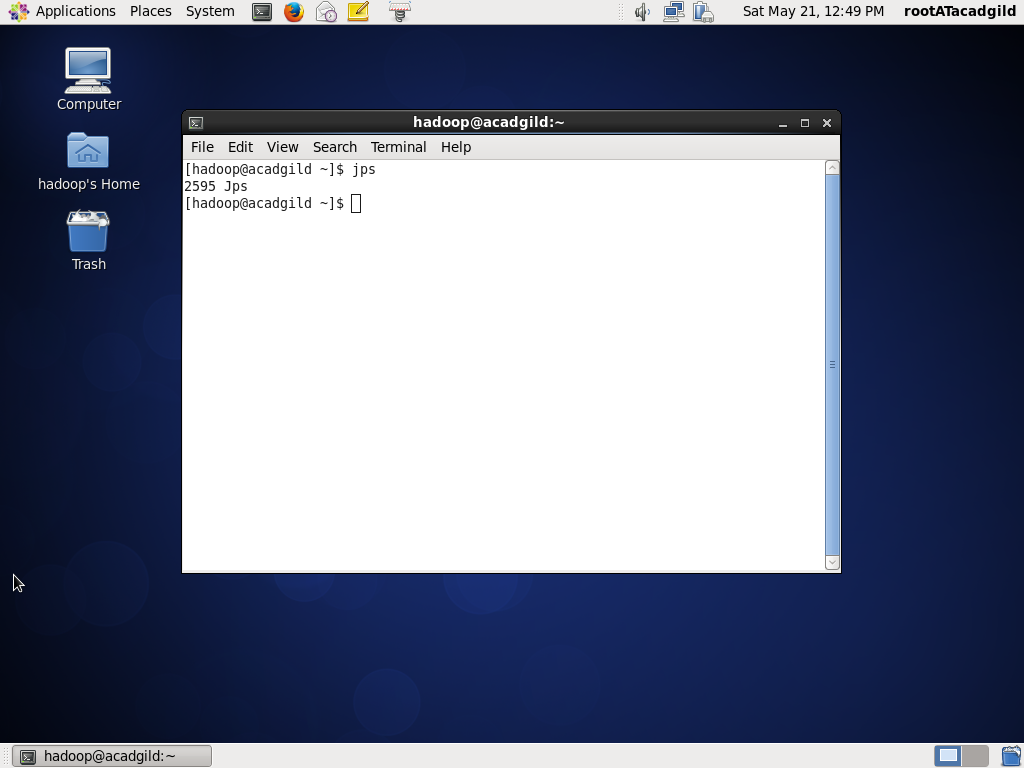 Applications Places System Sat May 21, 12:49 PM rootATacadgild
Computer
hadoop's Home
Trash
hadoop@acadgild:~
File Edit View Search Terminal Help
[hadoop@acadgild ~]$ jps
2595 Jps
[hadoop@acadgild ~]$
hadoop@acadgild:~